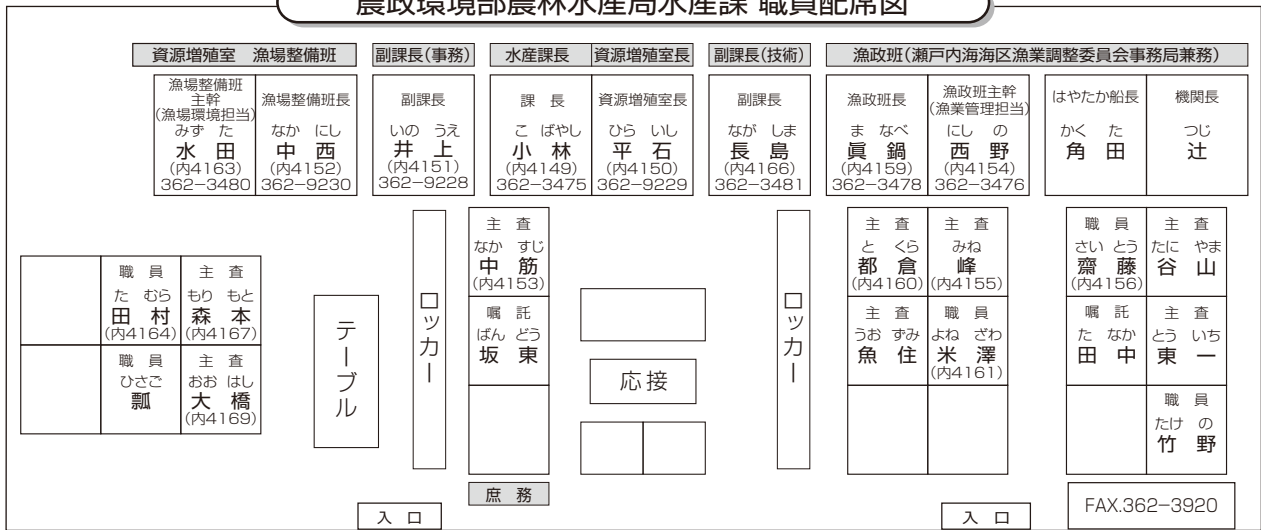 農政環境部農林水産局水産課 職員配席図
資源増殖室 漁場整備班
副課長(事務)
水産課長
資源増殖室長
副課長(技術)
漁政班(瀬戸内海海区漁業調整委員会事務局兼務)
漁場整備班
主幹
(漁場環境担当)
みず た
水 田
(内4163)
362−3480
漁場整備班長
なか にし
中 西
(内4152)
362−9230
副課長
いの うえ
井 上
(内4151)
362−9228
課 長
こ ばやし
小 林
(内4149)
362−3475
資源増殖室長
ひら いし
平 石
(内4150)
362−9229
副課長
なが しま
長 島
(内4166)
362−3481
漁政班長
ま なべ
眞 鍋
(内4159)
362−3478
漁政班主幹
(漁業管理担当)
にし の
西 野
(内4154)
362−3476
はやたか船長
かく た
角 田
機関長
つじ
辻
職 員
た むら
田 村
(内4164)
主 査
もり もと
森 本
(内4167)
職 員
ひさご
瓢
主 査
おお はし
大 橋
(内4169)
テーブル
ロッカー
主 査
なか すじ
中 筋
(内4153)
嘱 託
ばん どう
坂 東
庶 務
応接
ロッカー
主 査
と くら
都 倉
(内4160)
主 査
みね
峰
(内4155)
主 査
うお ずみ
魚 住
職 員
よね ざわ
米 澤
(内4161)
職 員
さい とう
齋 藤
(内4156)
主 査
たに やま
谷 山
嘱 託
た なか
田 中
主 査
とう いち
東 一
職 員
たけ の
竹 野
入 口
入 口
FAX.362−3920